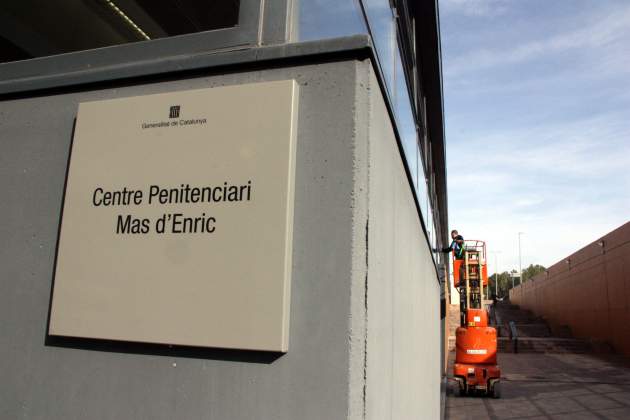 Generalitat de Catalunya
Centre Penitenciari
Mas d'Enric